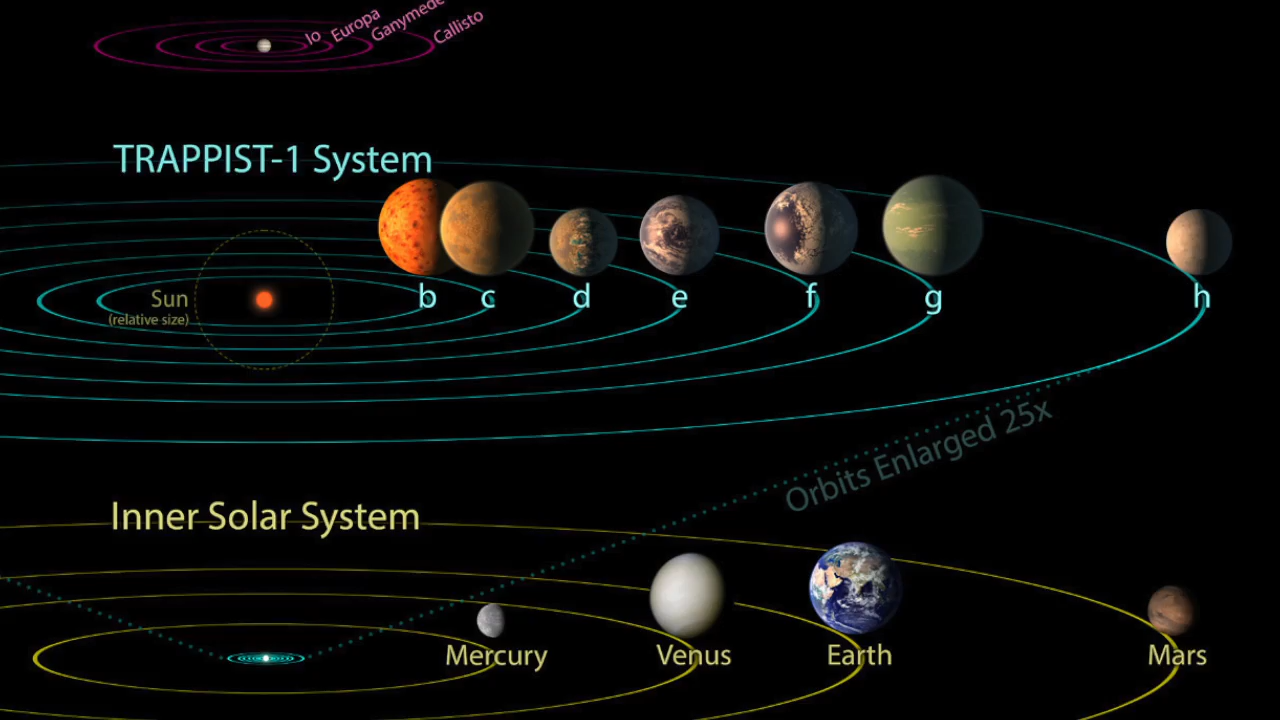 Io
Europa
Ganymede
Callisto
TRAPPIST-1 System
Sun
(relative size)
b c d e f g h
Orbits Enlarged 25x
Inner Solar System
Mercury Venus Earth Mars